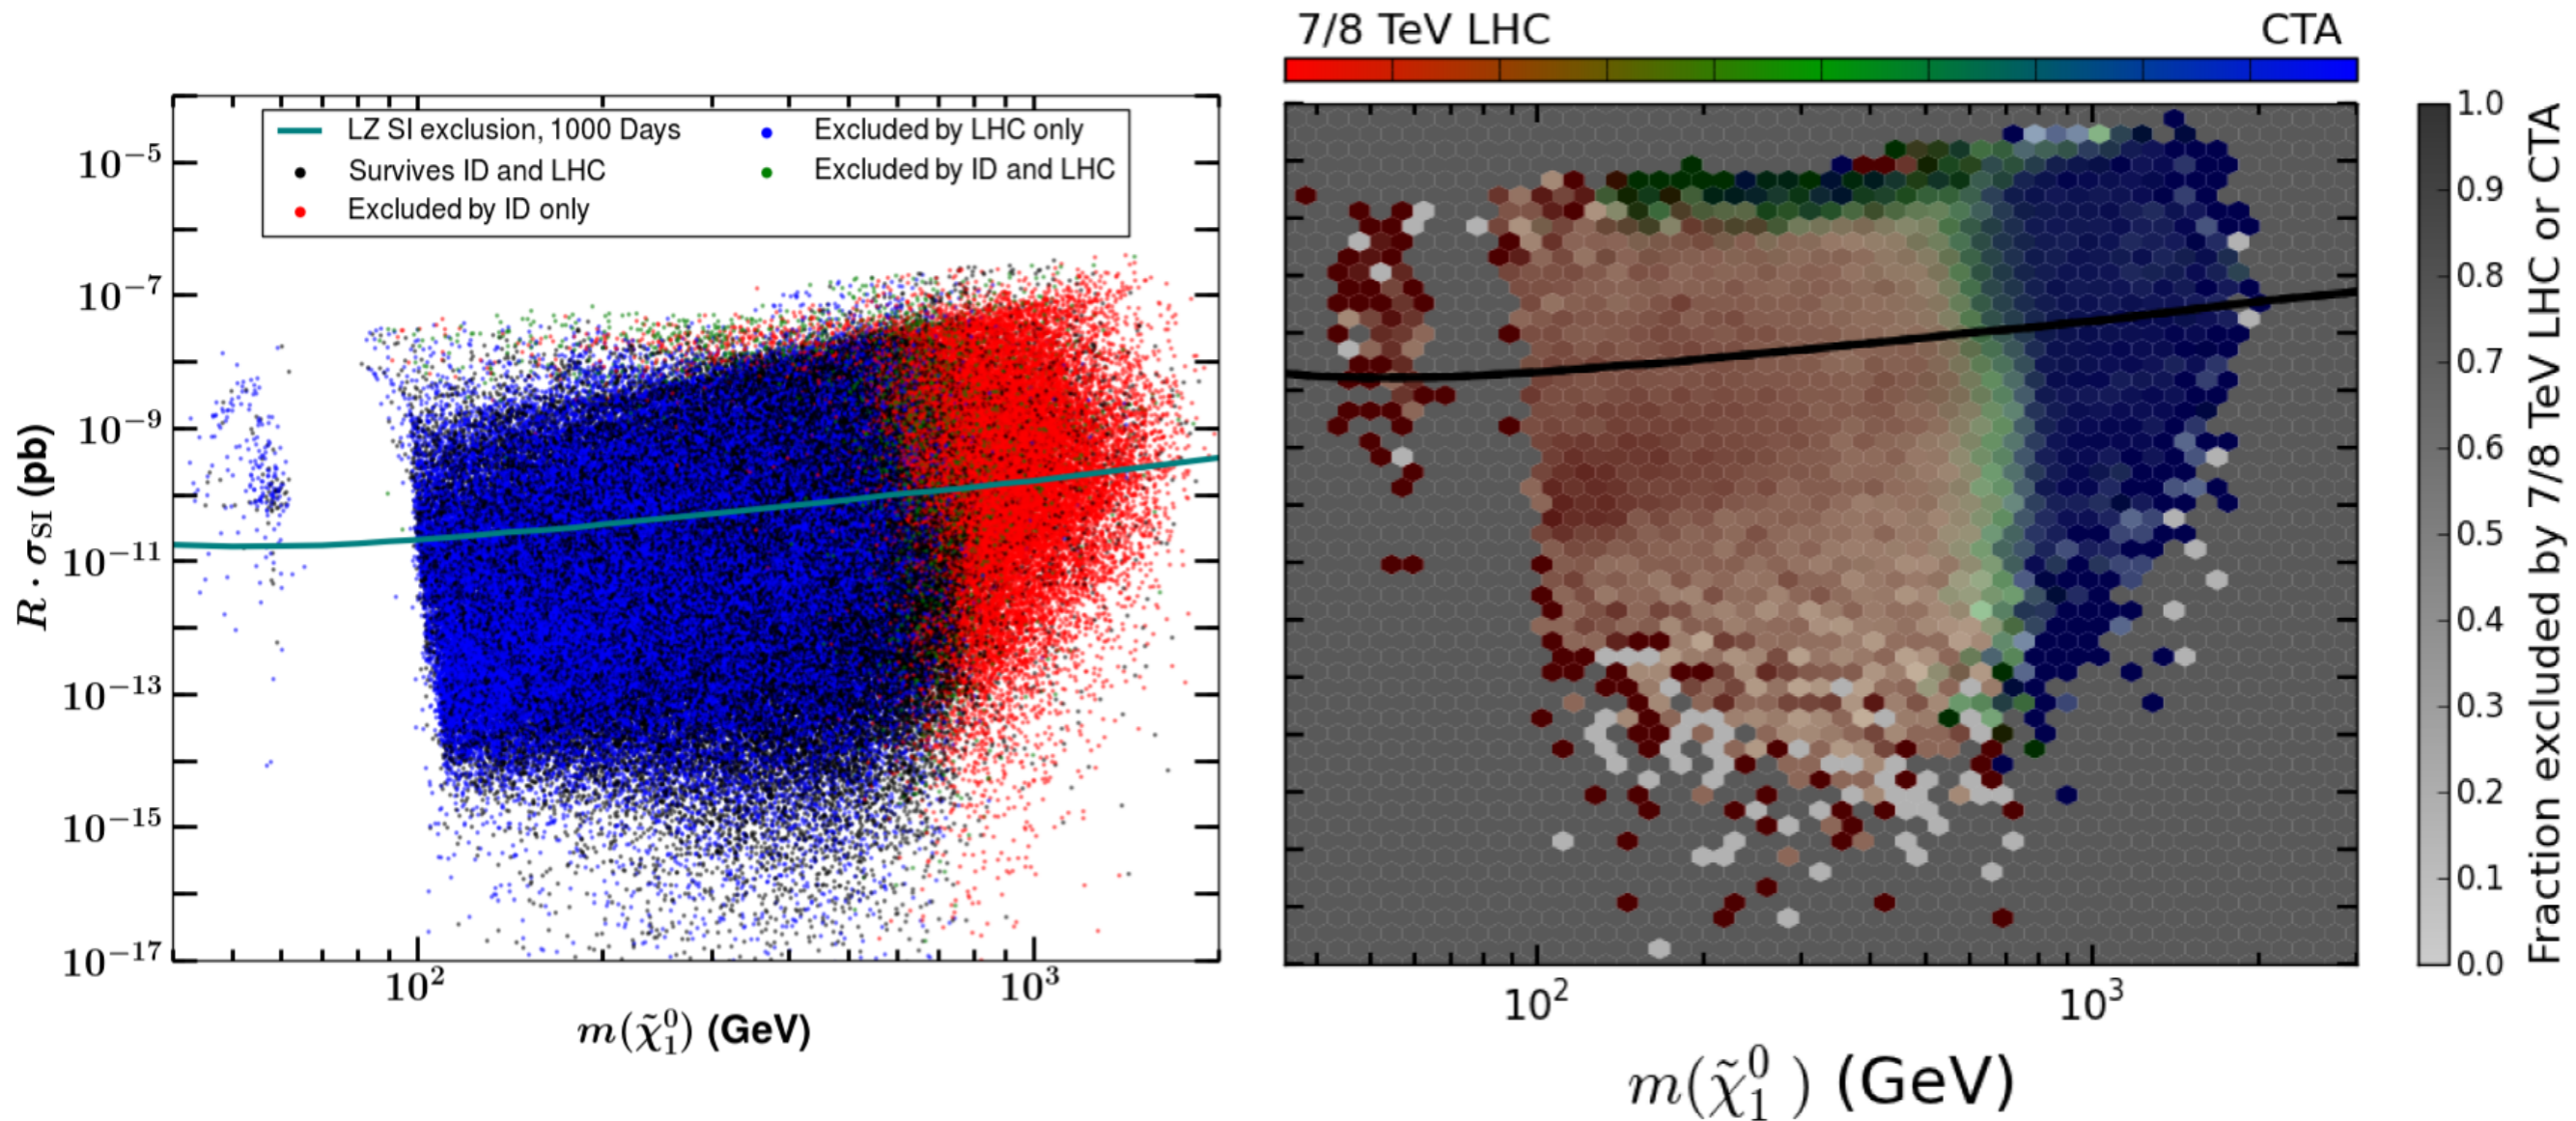 7/8 TeV LHC CTA
LZ SI exclusion, 1000 Days
Survives ID and LHC
Excluded by ID only
Excluded by LHC only
Excluded by ID and LHC
R · σ_SI (pb)
10^−5
10^−7
10^−9
10^−11
10^−13
10^−15
10^−17
10^2 10^3
m(χ̃_1^0) (GeV)
10^2 10^3
m(χ̃_1^0) (GeV)
1.0
0.9
0.8
0.7
0.6
0.5
0.4
0.3
0.2
0.1
0.0
Fraction excluded by 7/8 TeV LHC or CTA